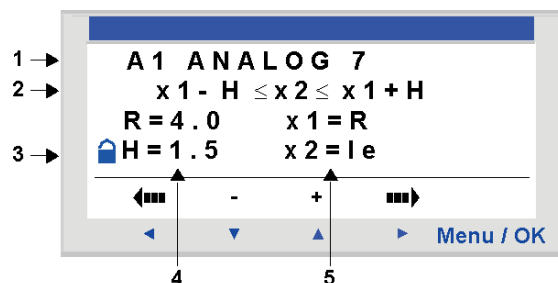 1 A1 ANALOG 7
2 x1 - H ≤ x2 ≤ x1 + H
R = 4.0 x1 = R
3 H = 1.5 x2 = Ie
- +
Menu / OK
4 5